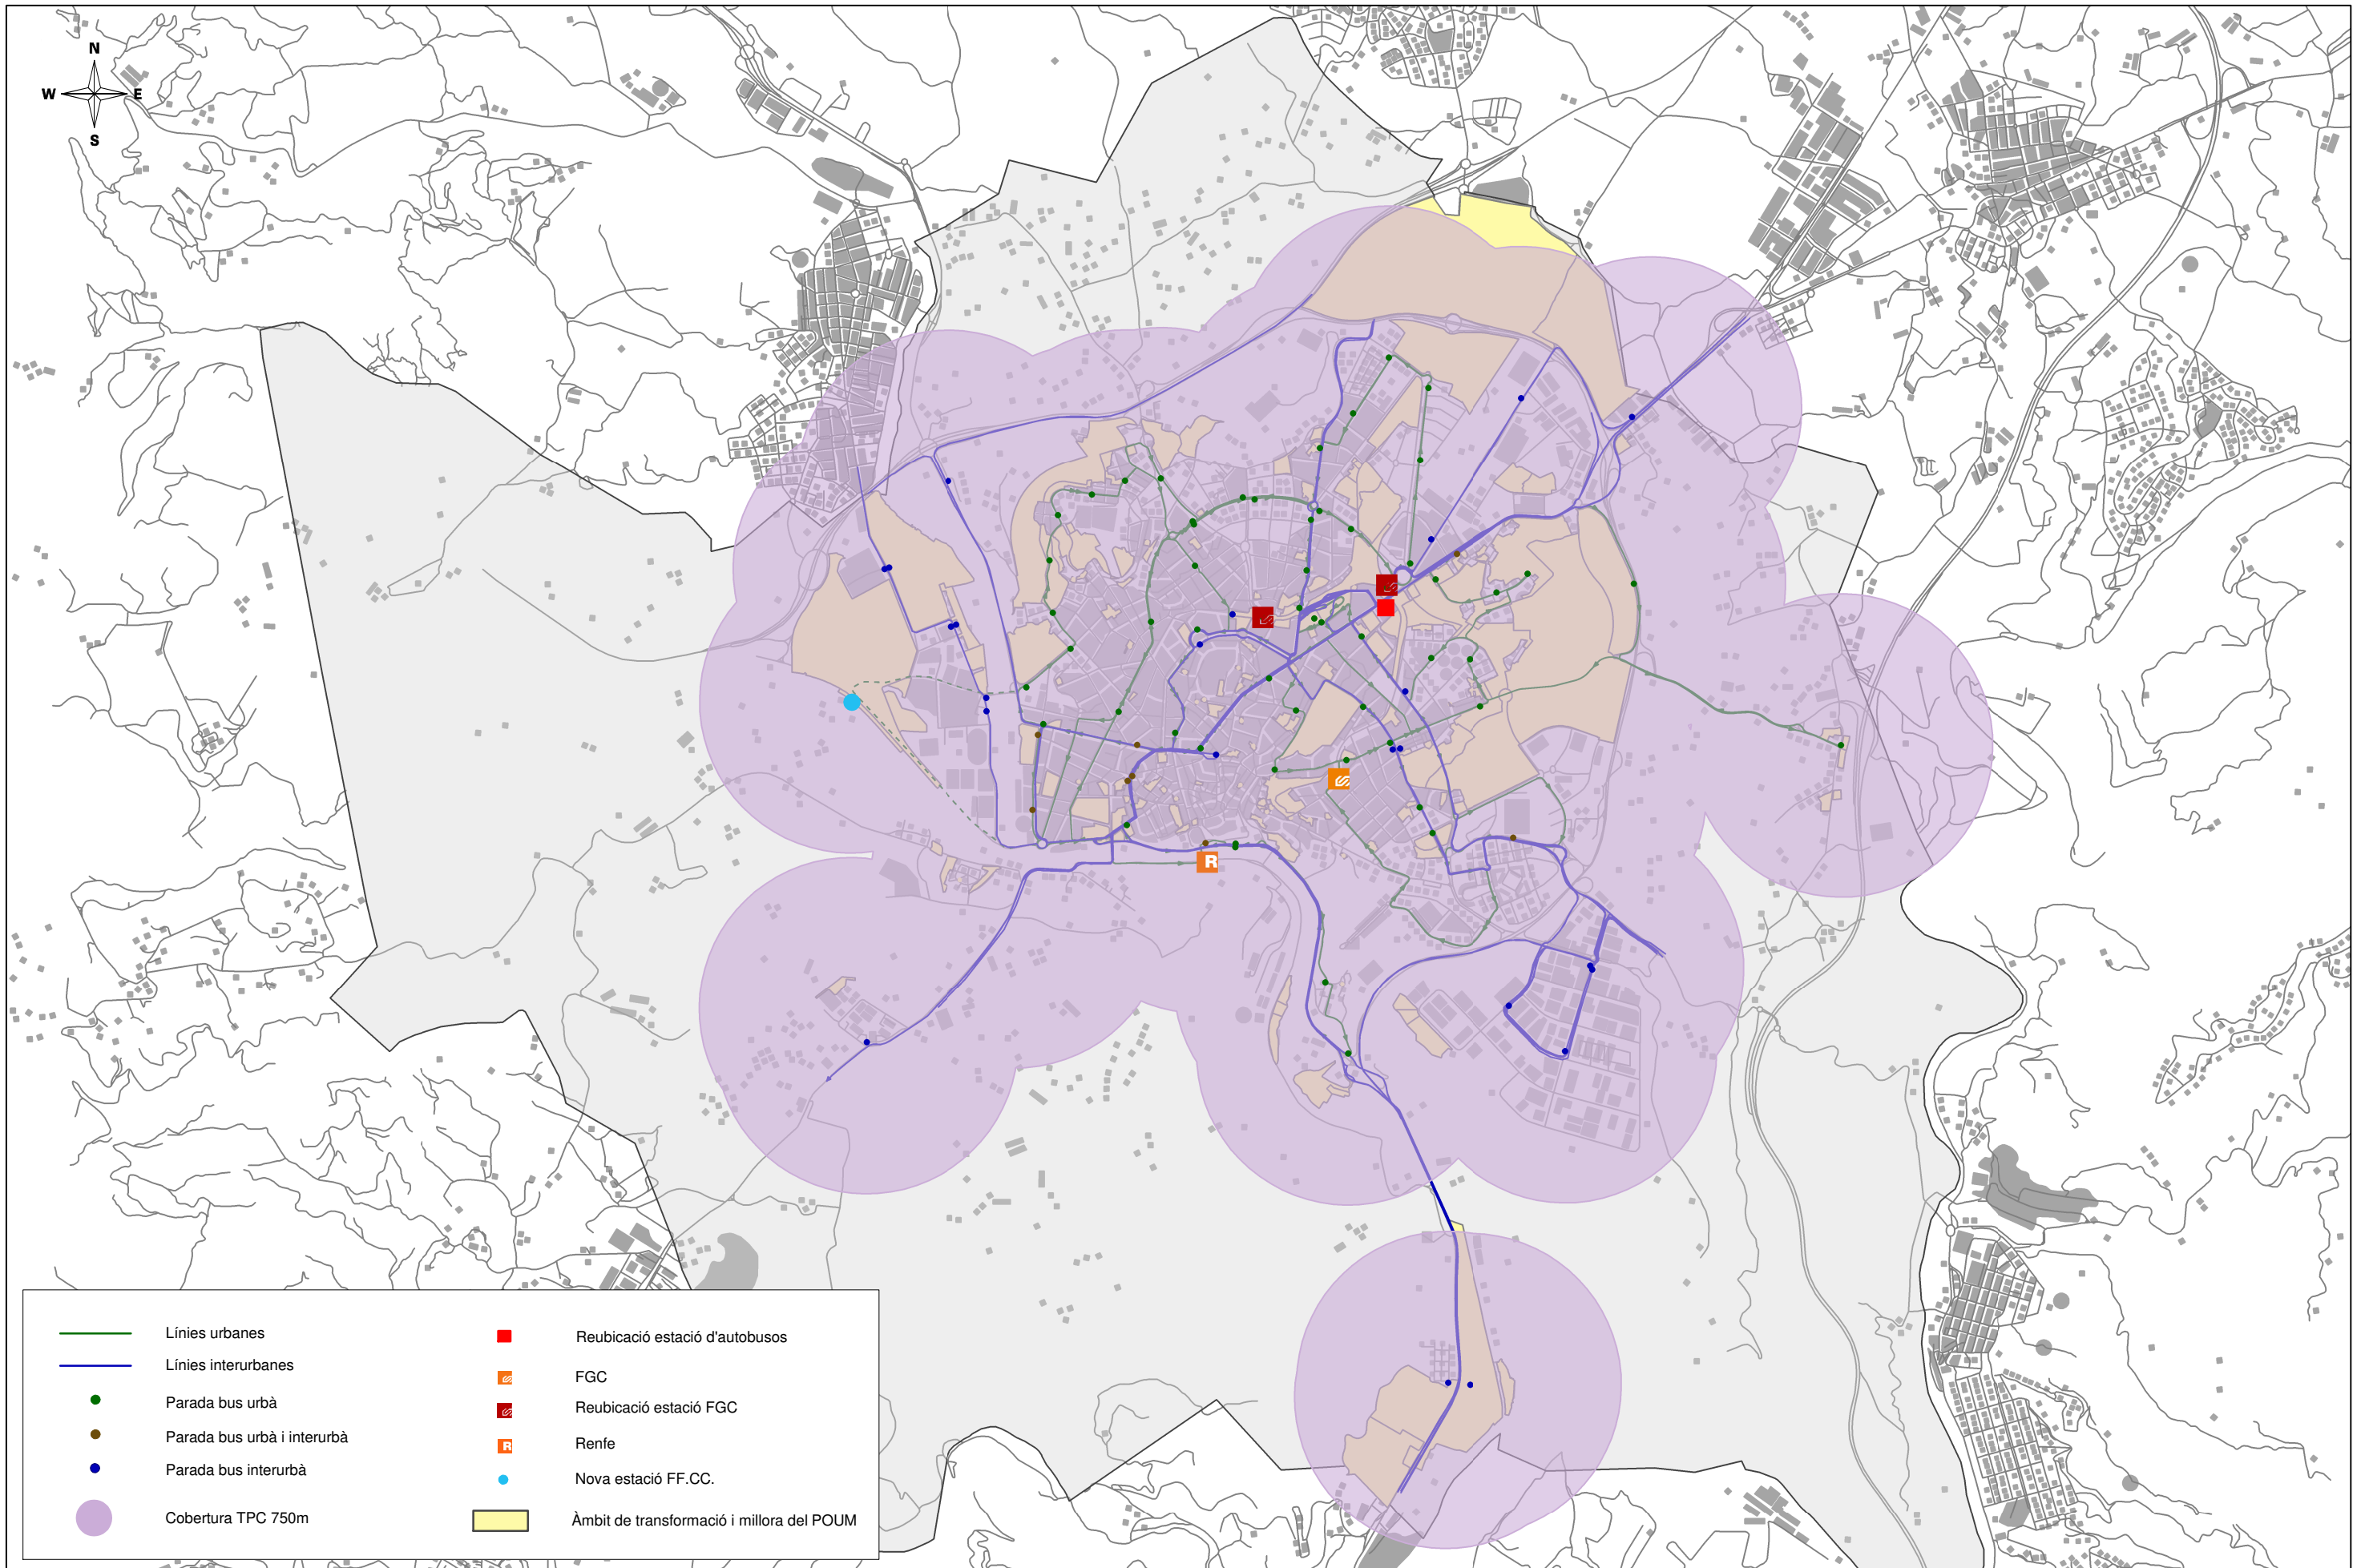 N
W E
S
R
Línies urbanes
Línies interurbanes
Parada bus urbà
Parada bus urbà i interurbà
Parada bus interurbà
Cobertura TPC 750m
Reubicació estació d'autobusos
FGC
Reubicació estació FGC
R Renfe
Nova estació FF.CC.
Àmbit de transformació i millora del POUM